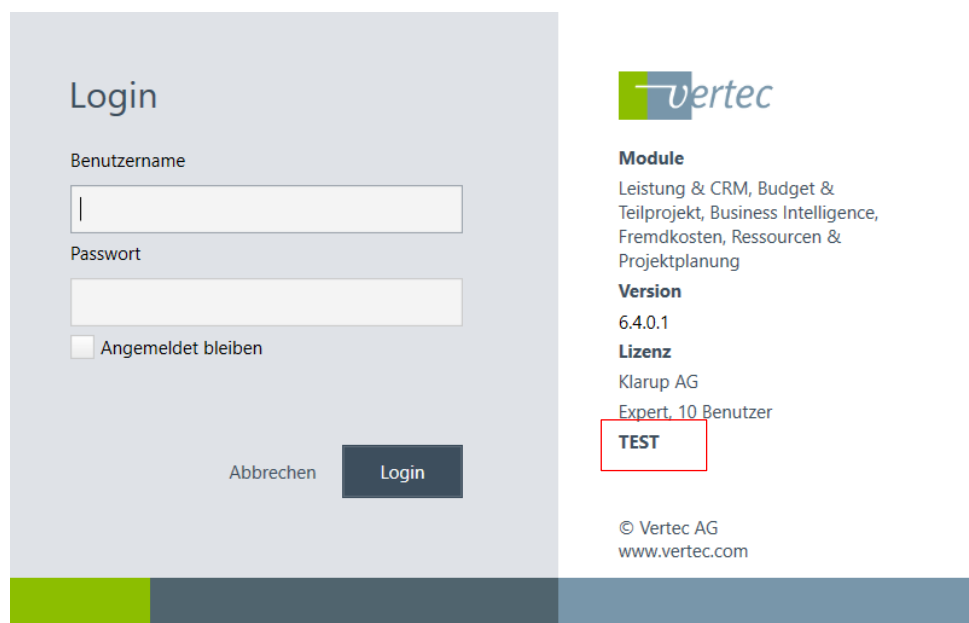 Login
Benutzername
Passwort
Angemeldet bleiben
Abbrechen
Login
vertec
Module
Leistung & CRM, Budget &
Teilprojekt, Business Intelligence,
Fremdkosten, Ressourcen &
Projektplanung
Version
6.4.0.1
Lizenz
Klarup AG
Expert, 10 Benutzer
TEST
© Vertec AG
www.vertec.com